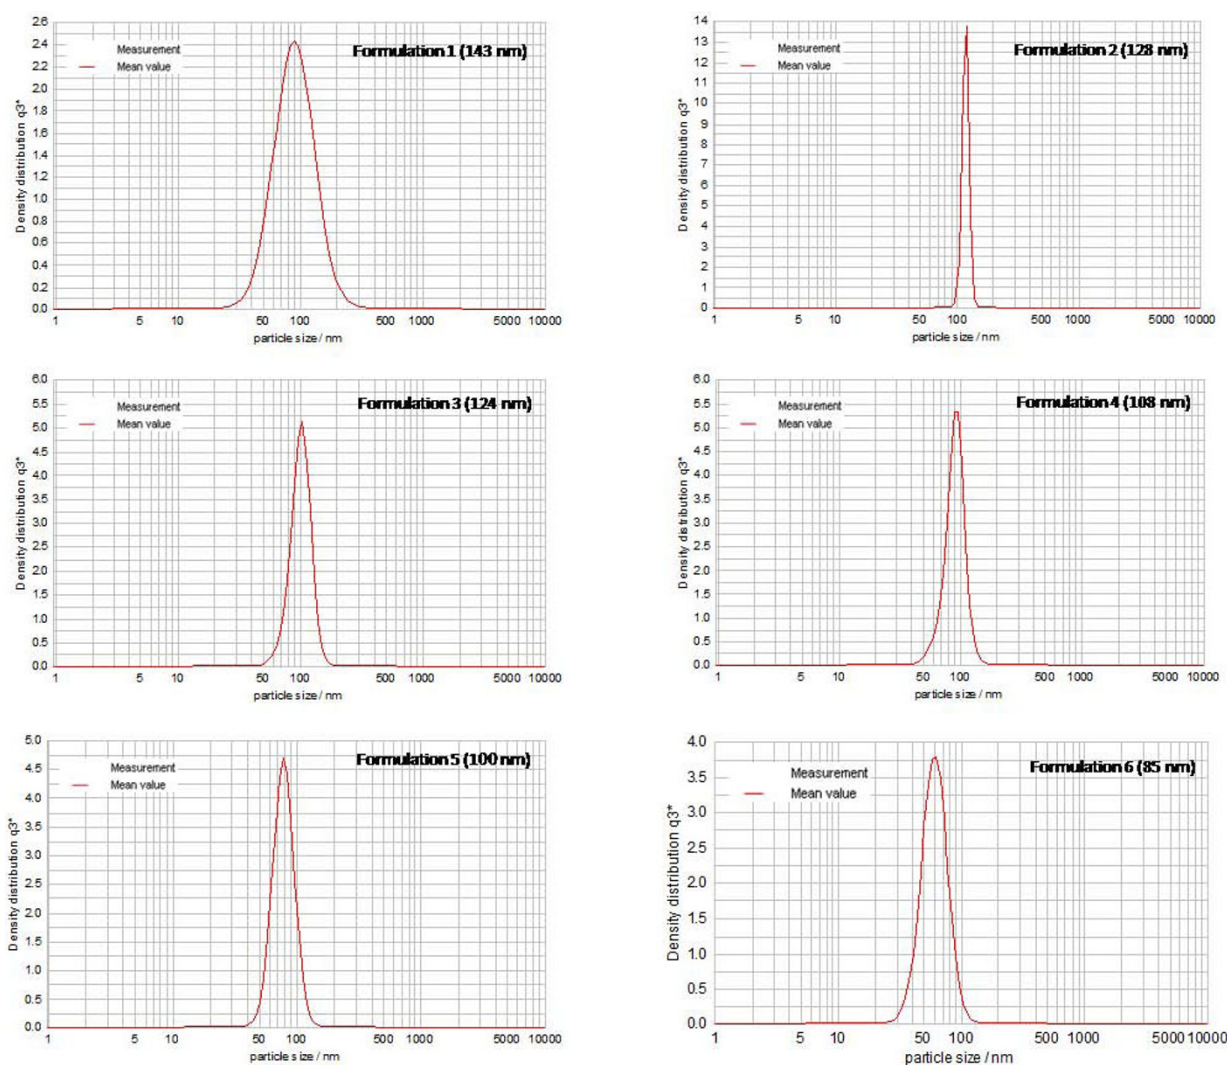 Formulation 1 (143 nm)
Measurement
Mean value
Density distribution q3*
2.6
2.4
2.2
2.0
1.8
1.6
1.4
1.2
1.0
0.8
0.6
0.4
0.2
0.0
1 5 10 50 100 500 1000 5000 10000
particle size / nm
Formulation 2 (128 nm)
Measurement
Mean value
Density distribution q3*
14
13
12
11
10
9
8
7
6
5
4
3
2
1
0
1 5 10 50 100 500 1000 5000 10000
particle size / nm
Formulation 3 (124 nm)
Measurement
Mean value
Density distribution q3*
6.0
5.5
5.0
4.5
4.0
3.5
3.0
2.5
2.0
1.5
1.0
0.5
0.0
1 5 10 50 100 500 1000 5000 10000
particle size / nm
Formulation 4 (108 nm)
Measurement
Mean value
Density distribution q3*
6.0
5.5
5.0
4.5
4.0
3.5
3.0
2.5
2.0
1.5
1.0
0.5
0.0
1 5 10 50 100 500 1000 5000 10000
particle size / nm
Formulation 5 (100 nm)
Measurement
Mean value
Density distribution q3*
5.0
4.5
4.0
3.5
3.0
2.5
2.0
1.5
1.0
0.5
0.0
1 5 10 50 100 500 1000 5000 10000
particle size / nm
Formulation 6 (85 nm)
Measurement
Mean value
Density distribution q3*
4.0
3.5
3.0
2.5
2.0
1.5
1.0
0.5
0.0
1 5 10 50 100 500 1000 5000 10000
particle size / nm